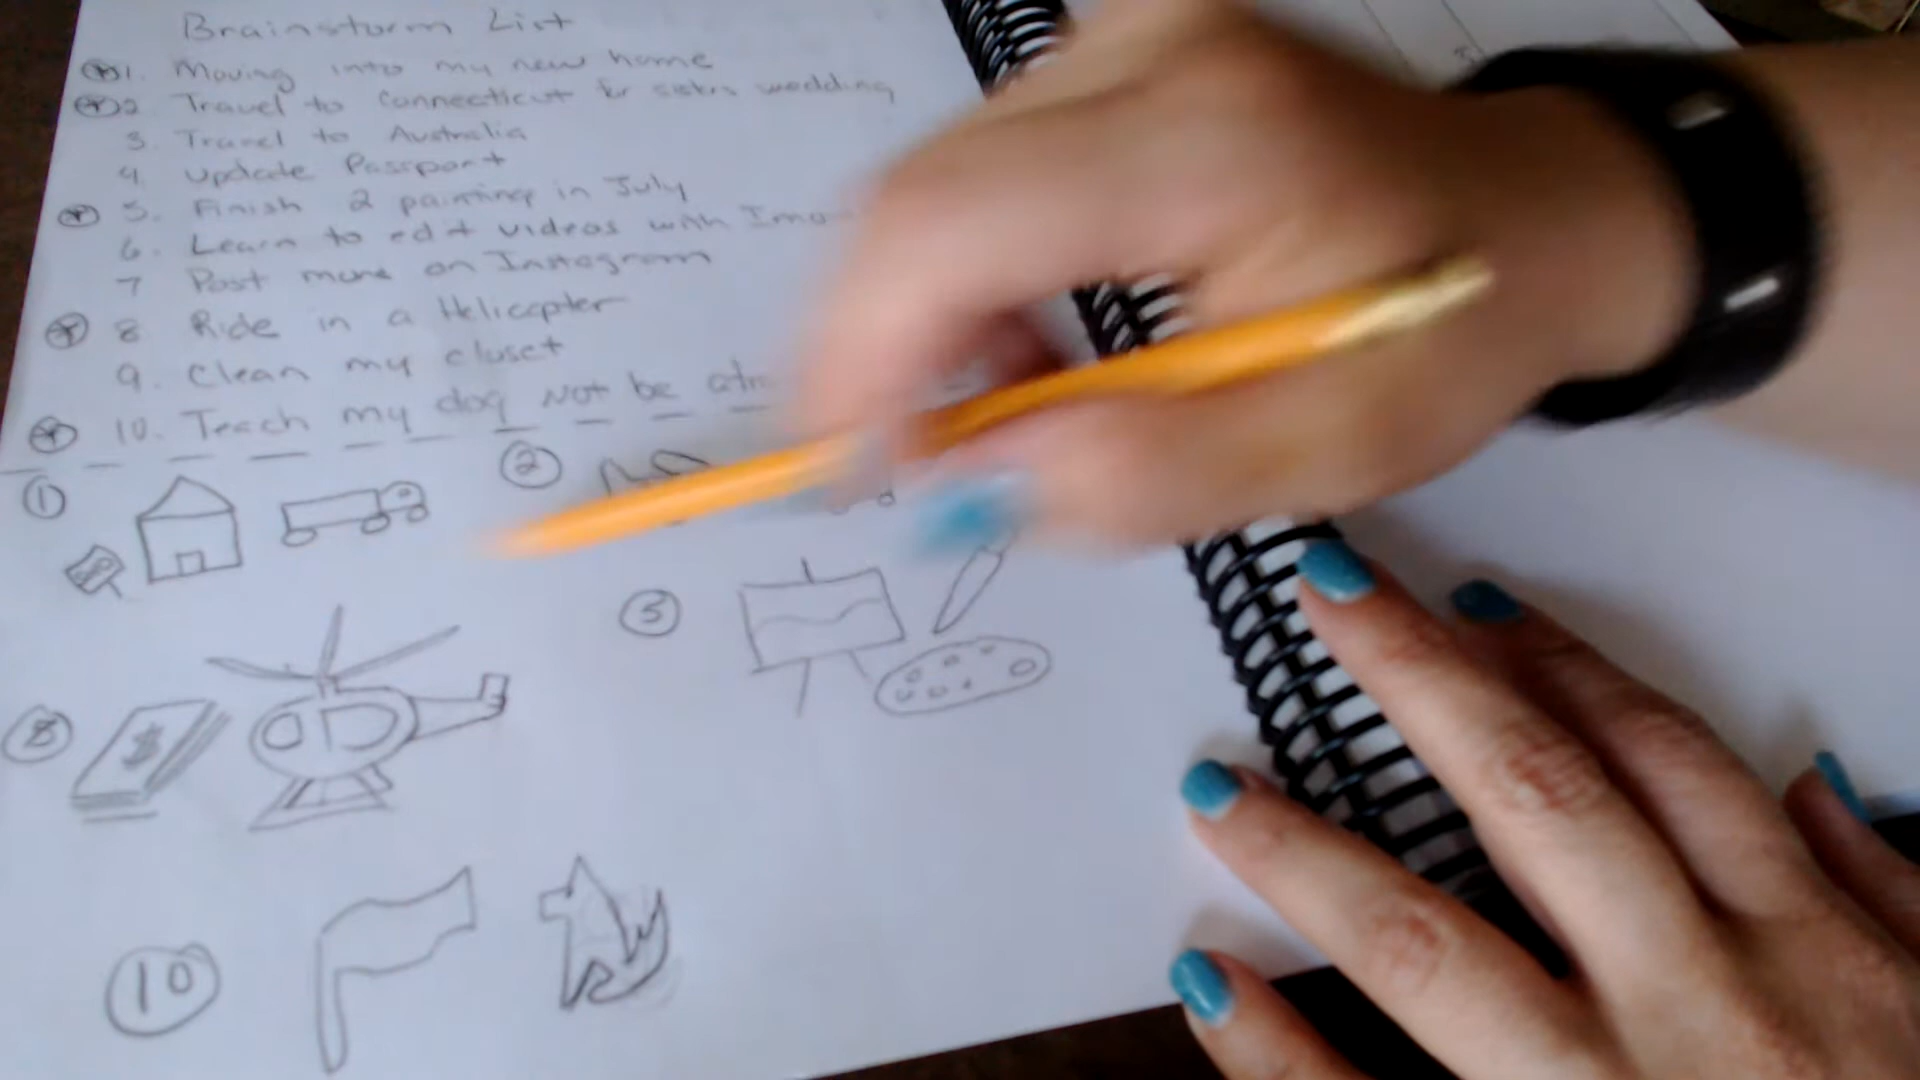 Brainstorm List
1. Moving into my new home
2 Travel to Connecticut for sisters wedding
3. Travel to Australia
4. Update Passport
5. Finish 2 paintings in July
6. Learn to edit videos with
7 Post more on Instagram
8 Ride in a Helicopter
9. Clean my closet
10. Teach my dog NOT be
1
2
5
8
$
10